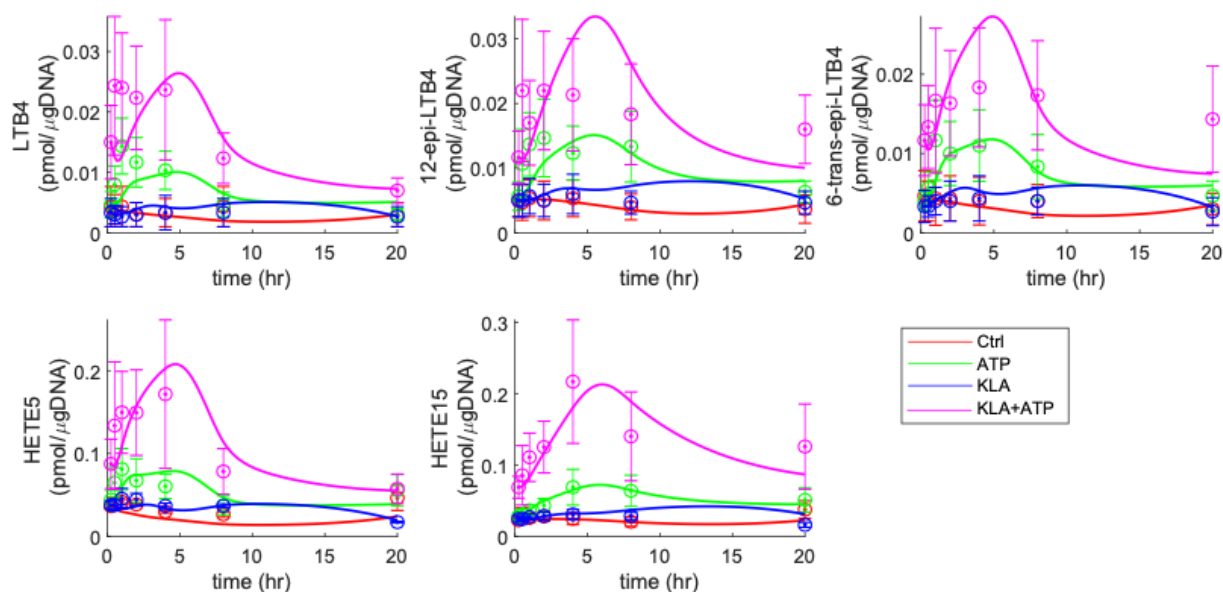 LTB4
(pmol/μgDNA)
0.03
0.02
0.01
0
0 5 10 15 20
time (hr)
12-epi-LTB4
(pmol/μgDNA)
0.03
0.02
0.01
0
0 5 10 15 20
time (hr)
6-trans-epi-LTB4
(pmol/μgDNA)
0.02
0.01
0
0 5 10 15 20
time (hr)
HETE5
(pmol/μgDNA)
0.2
0.1
0
0 5 10 15 20
time (hr)
HETE15
(pmol/μgDNA)
0.3
0.2
0.1
0
0 5 10 15 20
time (hr)
Ctrl
ATP
KLA
KLA+ATP